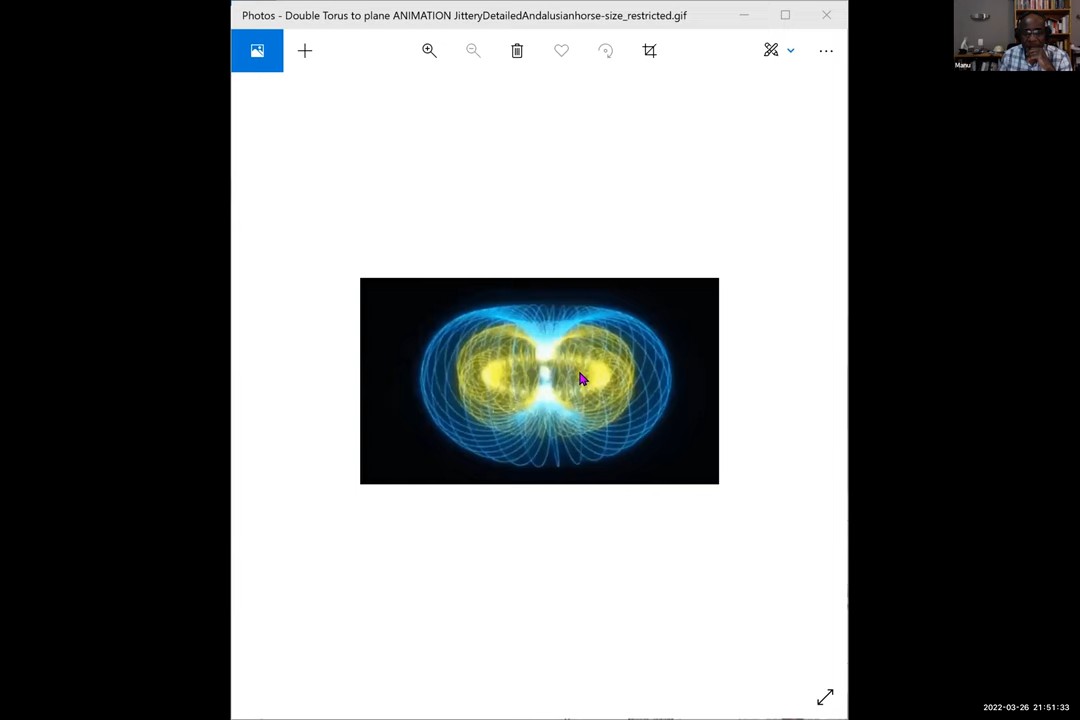 Photos - Double Torus to plane ANIMATION JitteryDetailedAndalusianhorse-size_restricted.gif
Manu
2022-03-26 21:51:33